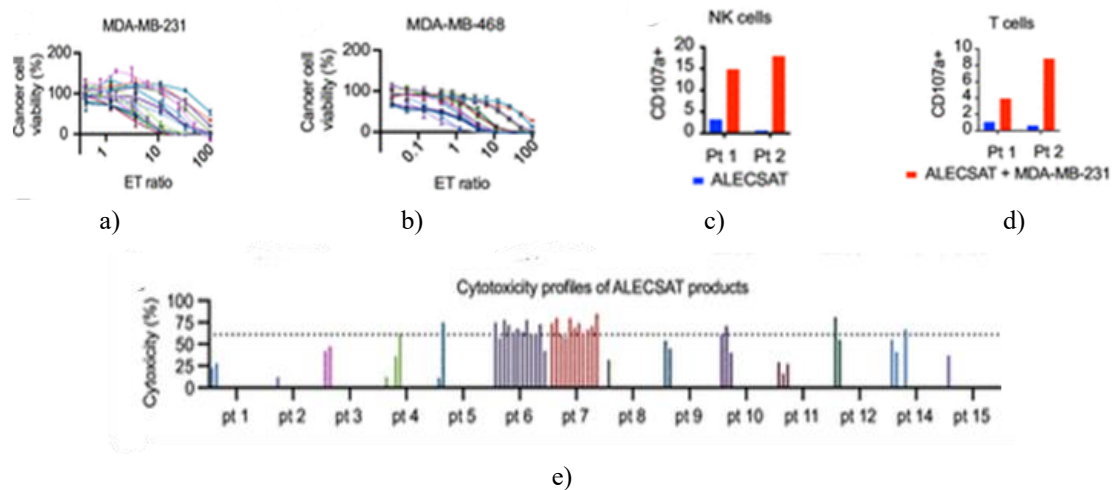 MDA-MB-231
Cancer cell
viability (%)
200
100
0
1
10
100
ET ratio
a)
MDA-MB-468
Cancer cell
viability (%)
200
100
0
0.1
1
10
100
ET ratio
b)
NK cells
CD107a+
20
15
10
5
0
Pt 1 Pt 2
ALECSAT
c)
T cells
CD107a+
10
8
6
4
2
0
Pt 1 Pt 2
ALECSAT + MDA-MB-231
d)
Cytotoxicity profiles of ALECSAT products
Cytotoxicity (%)
100
75
50
25
0
pt 1 pt 2 pt 3 pt 4 pt 5 pt 6 pt 7 pt 8 pt 9 pt 10 pt 11 pt 12 pt 14 pt 15
e)